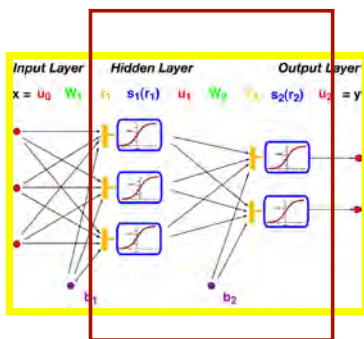 Input Layer Hidden Layer Output Layer
x = u0 W1 r1 s1(r1) u1 W2 r2 s2(r2) u2 = y
b1 b2